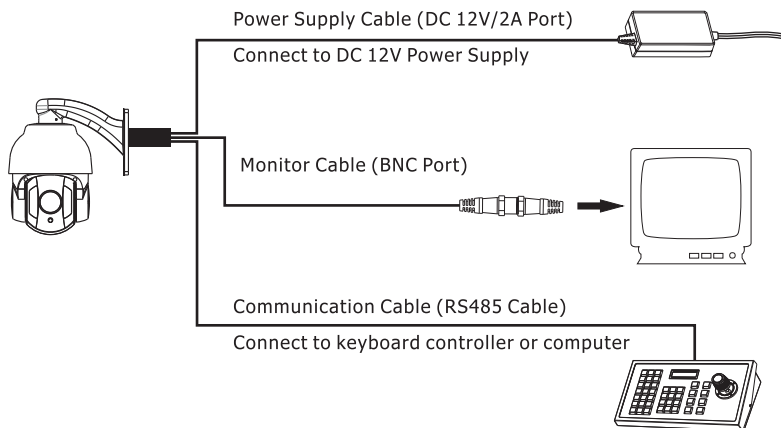 Power Supply Cable (DC 12V/2A Port)
Connect to DC 12V Power Supply
Monitor Cable (BNC Port)
Communication Cable (RS485 Cable)
Connect to keyboard controller or computer